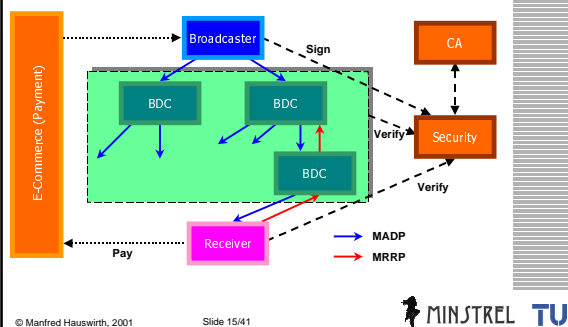 E-Commerce (Payment)
Broadcaster
CA
Sign
BDC
BDC
Verify
Security
BDC
Verify
Receiver
MADP
MRRP
Pay
© Manfred Hauswirth, 2001
Slide 15/41
MINSTREL
TU